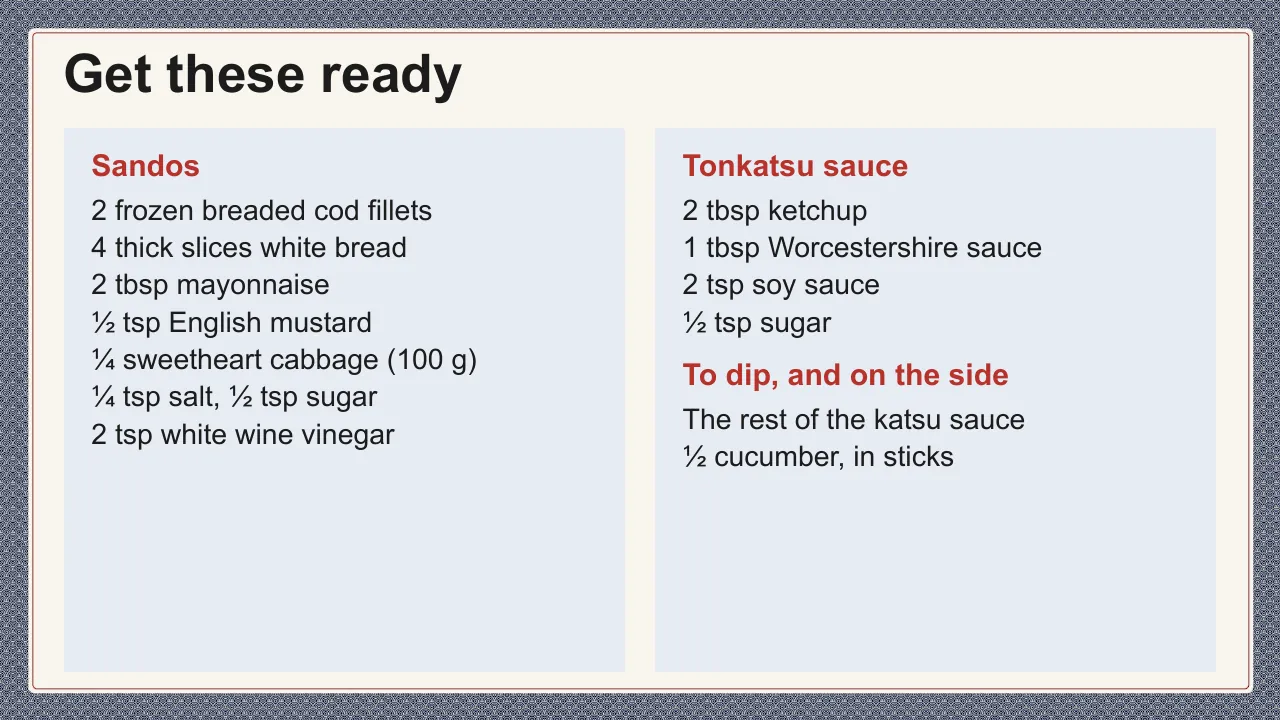 Get these ready
Sandos
2 frozen breaded cod fillets
4 thick slices white bread
2 tbsp mayonnaise
½ tsp English mustard
¼ sweetheart cabbage (100 g)
¼ tsp salt, ½ tsp sugar
2 tsp white wine vinegar
Tonkatsu sauce
2 tbsp ketchup
1 tbsp Worcestershire sauce
2 tsp soy sauce
½ tsp sugar
To dip, and on the side
The rest of the katsu sauce
½ cucumber, in sticks